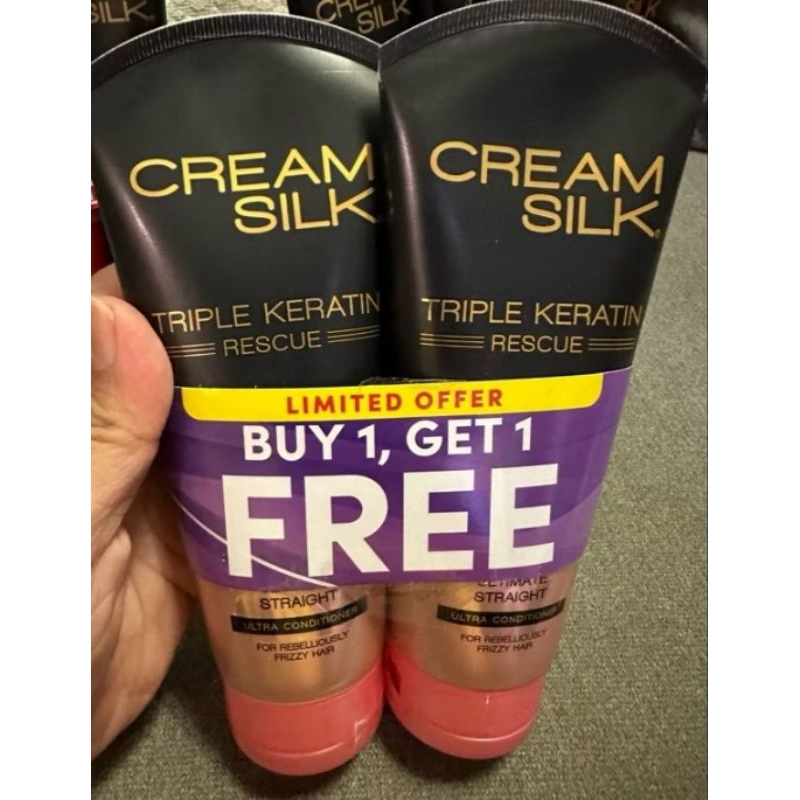 CREAM
SILK
CREAM
SILK
TRIPLE KERATIN
RESCUE
CREAM
SILK.
TRIPLE KERATIN
RESCUE
LIMITED OFFER
BUY 1, GET 1
FREE
STRAIGHT
ULTRA CONDITIONER
FOR REBELLIOUSLY
FRIZZY HAIR
ULTIMATE
STRAIGHT
ULTRA CONDITIONER
FOR REBELLIOUSLY
FRIZZY HAIR